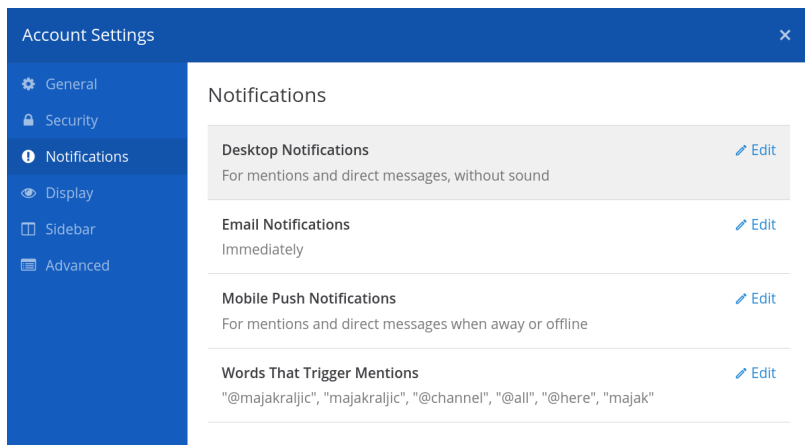 Account Settings
General
Security
Notifications
Display
Sidebar
Advanced
Notifications
Desktop Notifications
Edit
For mentions and direct messages, without sound
Email Notifications
Edit
Immediately
Mobile Push Notifications
Edit
For mentions and direct messages when away or offline
Words That Trigger Mentions
Edit
"@majakraljic", "majakraljic", "@channel", "@all", "@here", "majak"